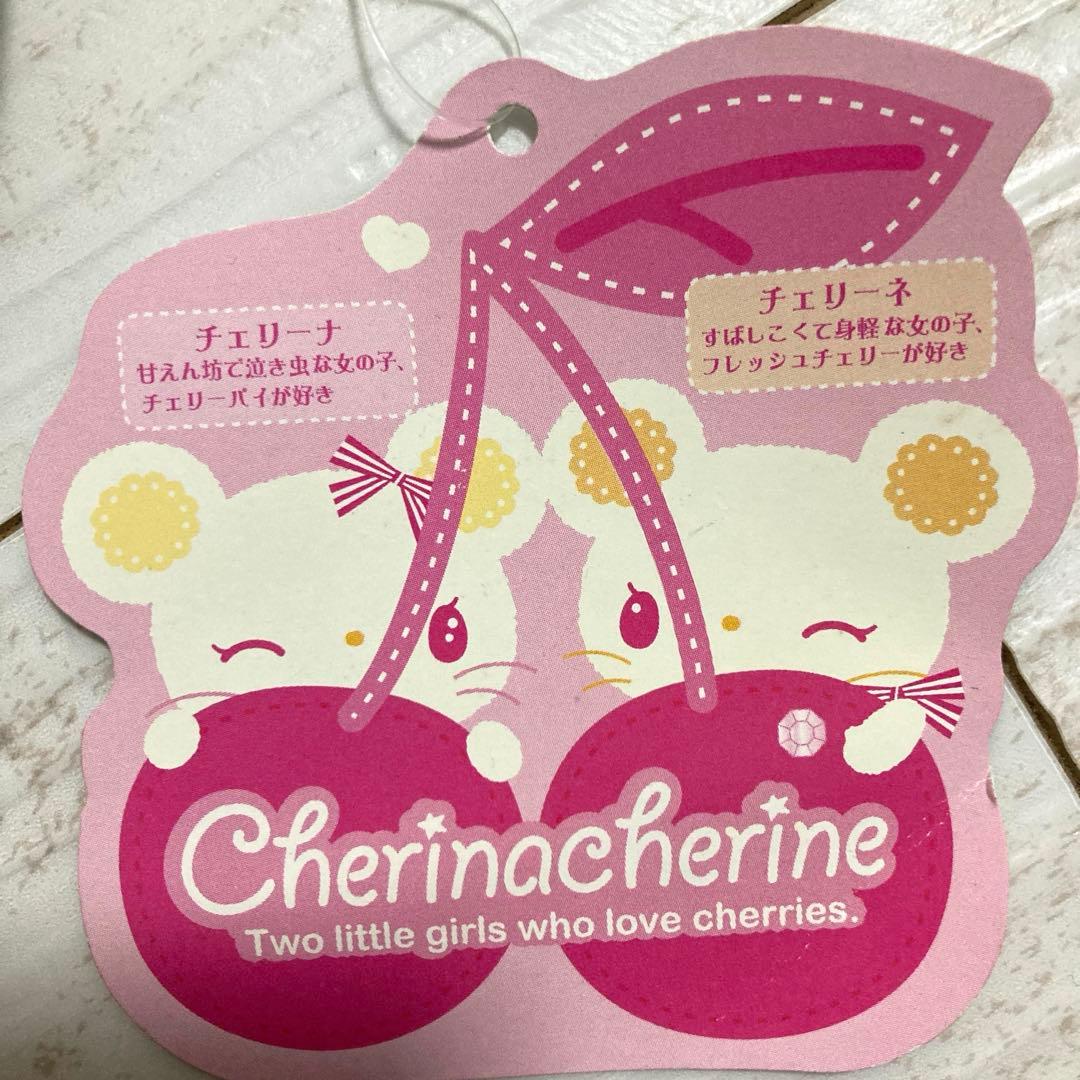 チェリーナ
甘えん坊で泣き虫な女の子、
チェリーパイが好き
チェリーネ
すばしこくて身軽な女の子、
フレッシュチェリーが好き
Cherinacherine
Two little girls who love cherries.